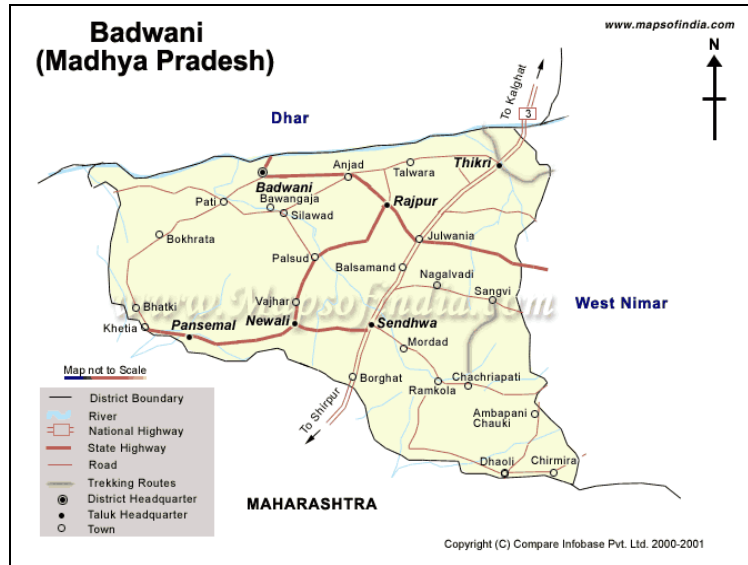 Badwani
(Madhya Pradesh)
www.mapsofindia.com
N
To Kalghat
3
Dhar
Anjad
Talwara
Thikri
Badwani
Pati
Bawangaja
Silawad
Rajpur
Bokhrata
Julwania
Palsud
Balsamand
Nagalvadi
Sangvi
West Nimar
www.Mapsofindia.com
Bhatki
Vajhar
Khetia
Pansemal
Newali
Sendhwa
Mordad
Map not to Scale
Borghat
Ramkola
Chachriapati
To Shirpur
Ambapani
Chauki
Dhaoli
Chirmira
District Boundary
River
National Highway
State Highway
Road
Trekking Routes
District Headquarter
Taluk Headquarter
Town
MAHARASHTRA
Copyright (C) Compare Infobase Pvt. Ltd. 2000-2001